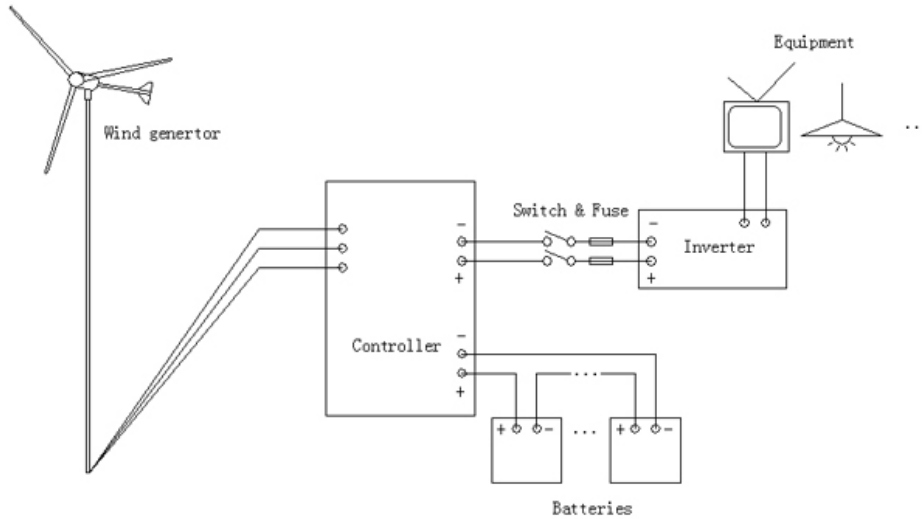 Equipment
Wind genertor
..
Switch & Fuse
- -
Inverter
+ +
-
Controller
...
+
+ - ... + -
Batteries